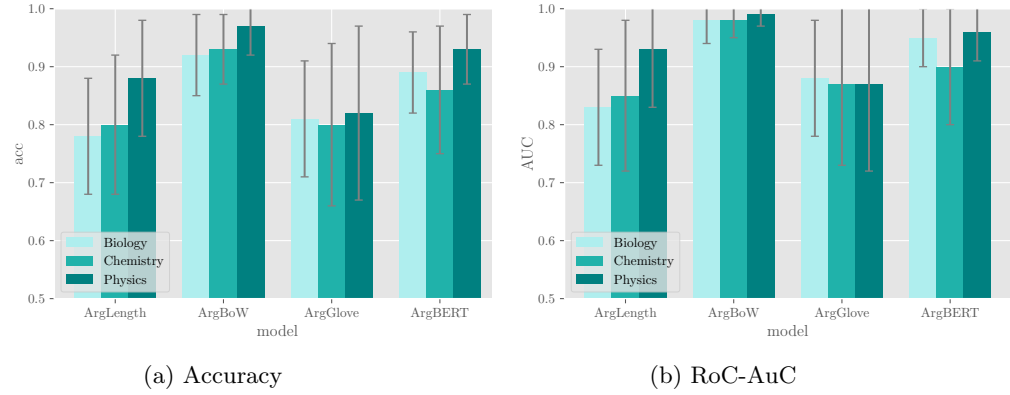 1.0
0.9
0.8
0.7
0.6
0.5
acc
Biology
Chemistry
Physics
ArgLength ArgBoW ArgGlove ArgBERT
model
(a) Accuracy
1.0
0.9
0.8
0.7
0.6
0.5
AUC
Biology
Chemistry
Physics
ArgLength ArgBoW ArgGlove ArgBERT
model
(b) RoC-AuC